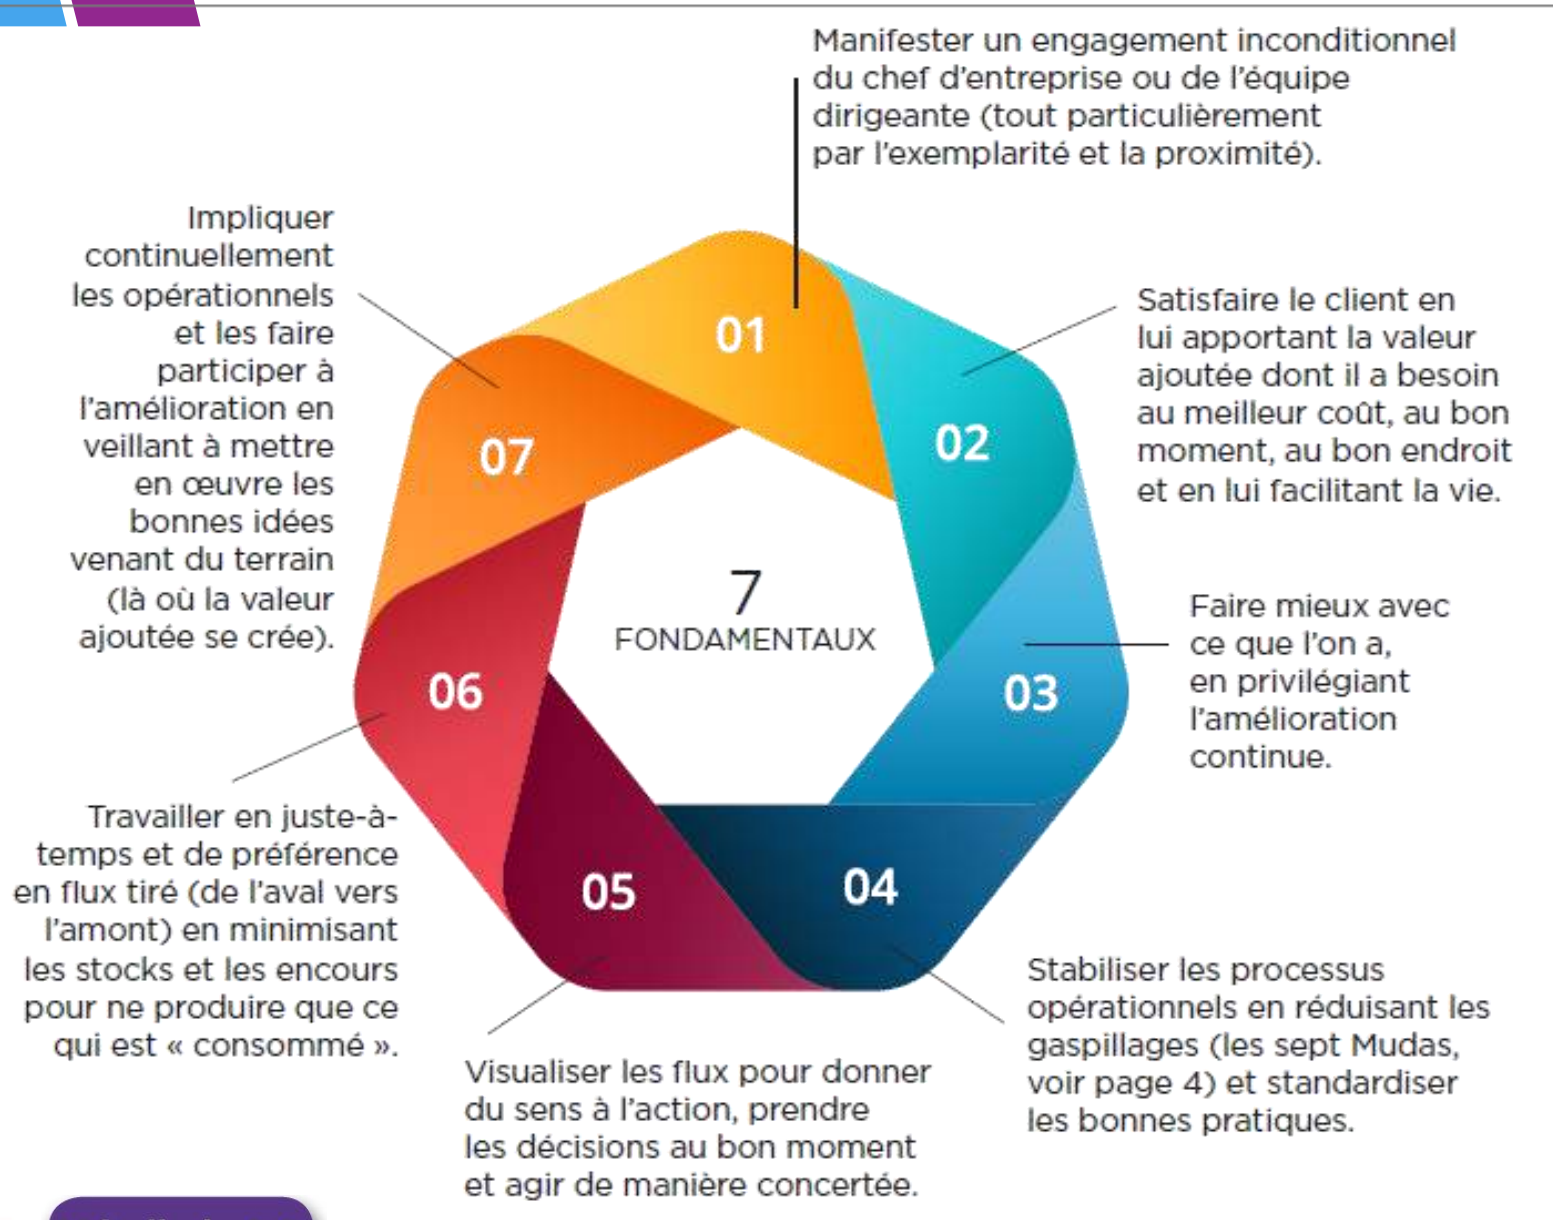 Manifester un engagement inconditionnel
du chef d'entreprise ou de l'équipe
dirigeante (tout particulièrement
par l'exemplarité et la proximité).
01
Satisfaire le client en
lui apportant la valeur
ajoutée dont il a besoin
au meilleur coût, au bon
moment, au bon endroit
et en lui facilitant la vie.
02
Faire mieux avec
ce que l'on a,
en privilégiant
l'amélioration
continue.
03
Stabiliser les processus
opérationnels en réduisant les
gaspillages (les sept Mudas,
voir page 4) et standardiser
les bonnes pratiques.
04
Visualiser les flux pour donner
du sens à l'action, prendre
les décisions au bon moment
et agir de manière concertée.
05
Travailler en juste-à-
temps et de préférence
en flux tiré (de l'aval vers
l'amont) en minimisant
les stocks et les encours
pour ne produire que ce
qui est « consommé ».
06
Impliquer
continuellement
les opérationnels
et les faire
participer à
l'amélioration en
veillant à mettre
en œuvre les
bonnes idées
venant du terrain
(là où la valeur
ajoutée se crée).
07
7
FONDAMENTAUX